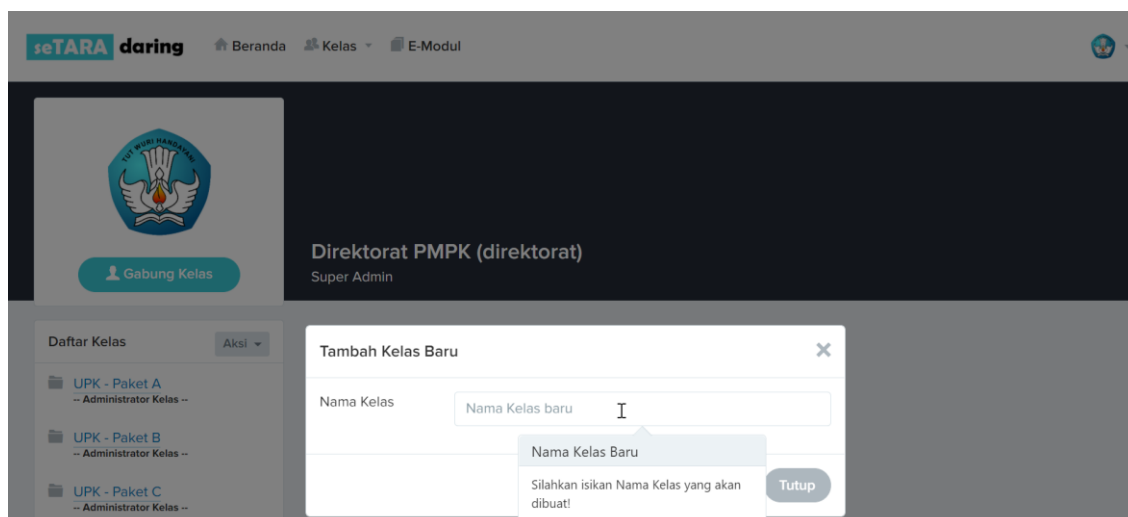 seTARA daring Beranda Kelas E-Modul
TUT WURI HANDAYANI
Gabung Kelas
Direktorat PMPK (direktorat)
Super Admin
Daftar Kelas Aksi
UPK - Paket A
-- Administrator Kelas --
UPK - Paket B
-- Administrator Kelas --
UPK - Paket C
-- Administrator Kelas --
Tambah Kelas Baru
Nama Kelas Nama Kelas baru
Nama Kelas Baru
Silahkan isikan Nama Kelas yang akan
dibuat!
Tutup